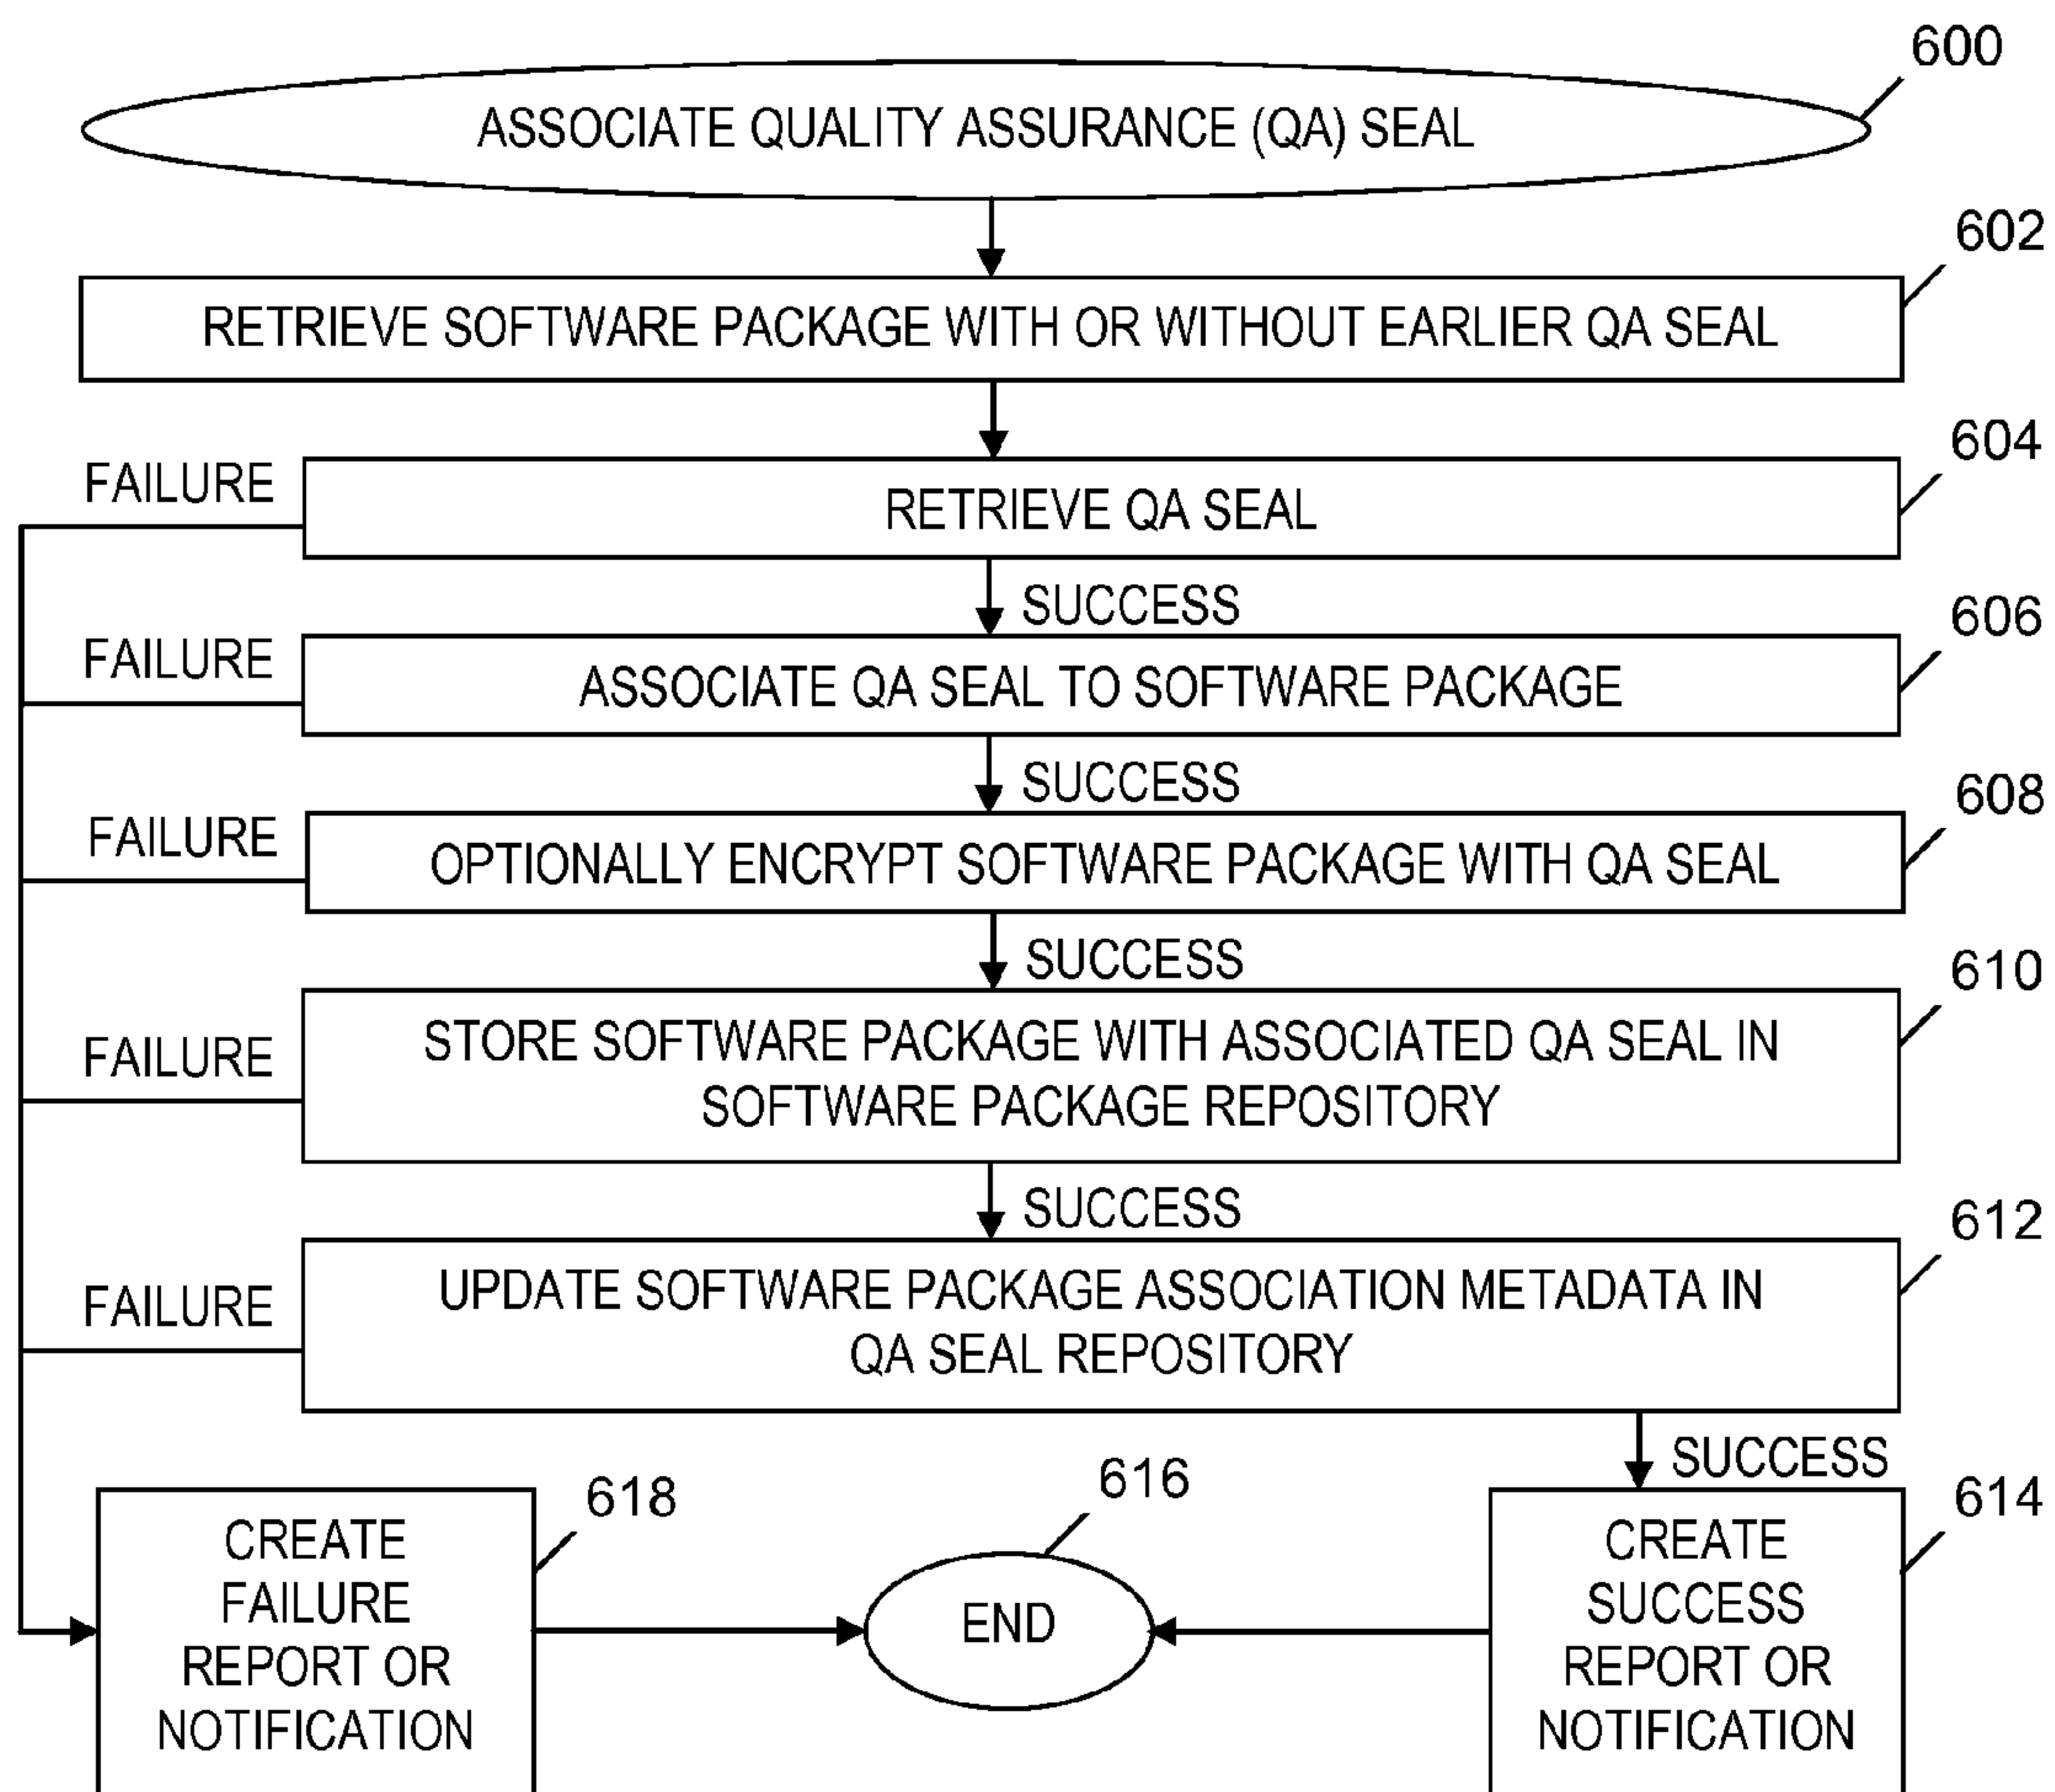 600
ASSOCIATE QUALITY ASSURANCE (QA) SEAL
602
RETRIEVE SOFTWARE PACKAGE WITH OR WITHOUT EARLIER QA SEAL
604
FAILURE
RETRIEVE QA SEAL
SUCCESS
606
FAILURE
ASSOCIATE QA SEAL TO SOFTWARE PACKAGE
SUCCESS
608
FAILURE
OPTIONALLY ENCRYPT SOFTWARE PACKAGE WITH QA SEAL
SUCCESS
610
FAILURE
STORE SOFTWARE PACKAGE WITH ASSOCIATED QA SEAL IN
SOFTWARE PACKAGE REPOSITORY
SUCCESS
612
FAILURE
UPDATE SOFTWARE PACKAGE ASSOCIATION METADATA IN
QA SEAL REPOSITORY
SUCCESS
618
CREATE
FAILURE
REPORT OR
NOTIFICATION
616
END
614
CREATE
SUCCESS
REPORT OR
NOTIFICATION